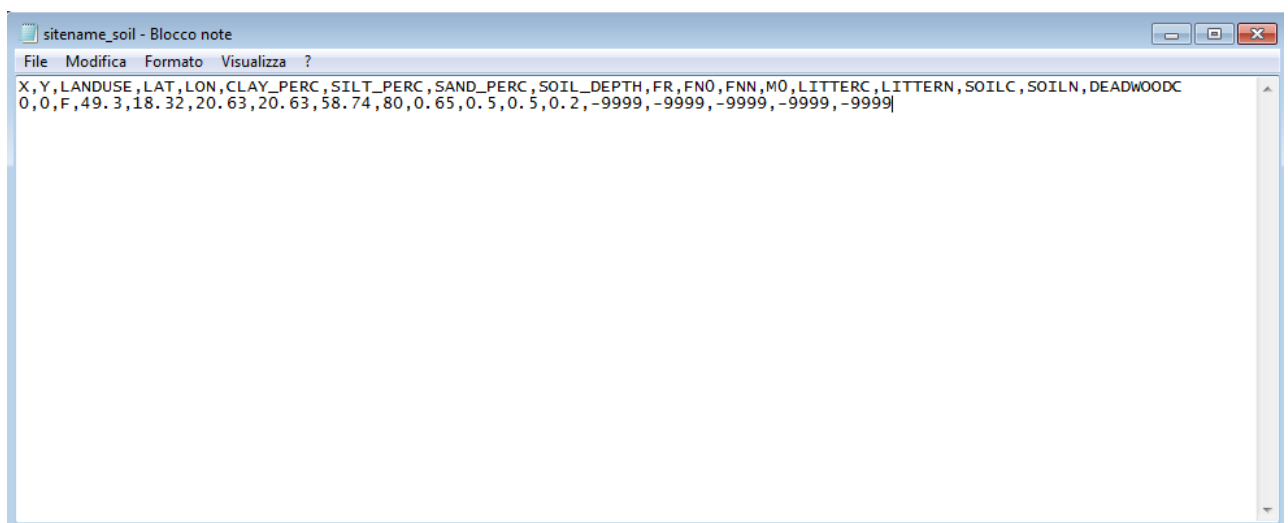 sitename_soil - Blocco note
File Modifica Formato Visualizza ?
X,Y,LANDUSE,LAT,LON,CLAY_PERC,SILT_PERC,SAND_PERC,SOIL_DEPTH,FR,FN0,FNN,M0,LITTERC,LITTERN,SOILC,SOILN,DEADWOODC
0,0,F,49.3,18.32,20.63,20.63,58.74,80,0.65,0.5,0.5,0.2,-9999,-9999,-9999,-9999,-9999